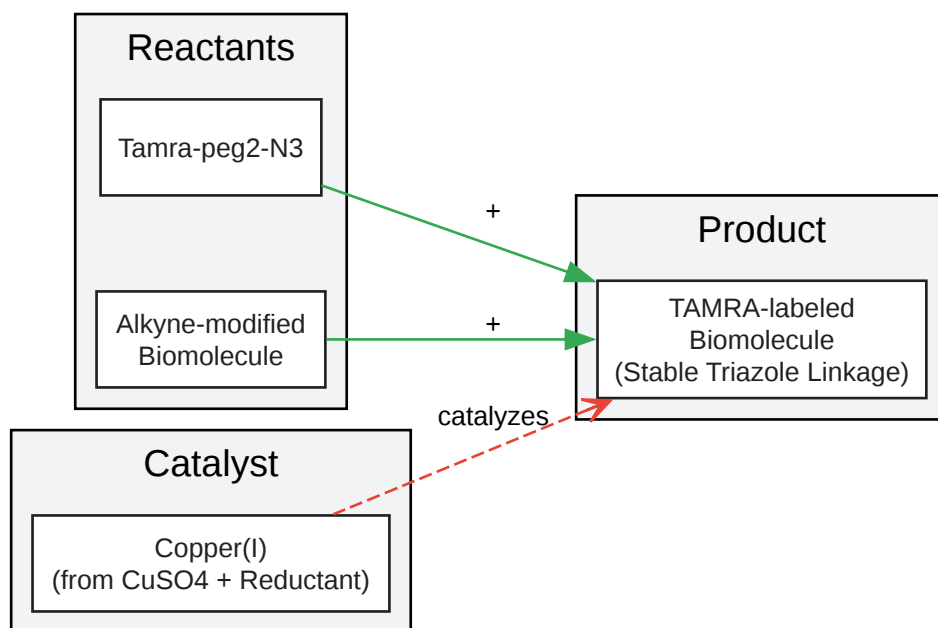 Reactants
Tamra-peg2-N3
+
Product
Alkyne-modified
Biomolecule
+
TAMRA-labeled
Biomolecule
(Stable Triazole Linkage)
catalyzes
Catalyst
Copper(I)
(from CuSO4 + Reductant)